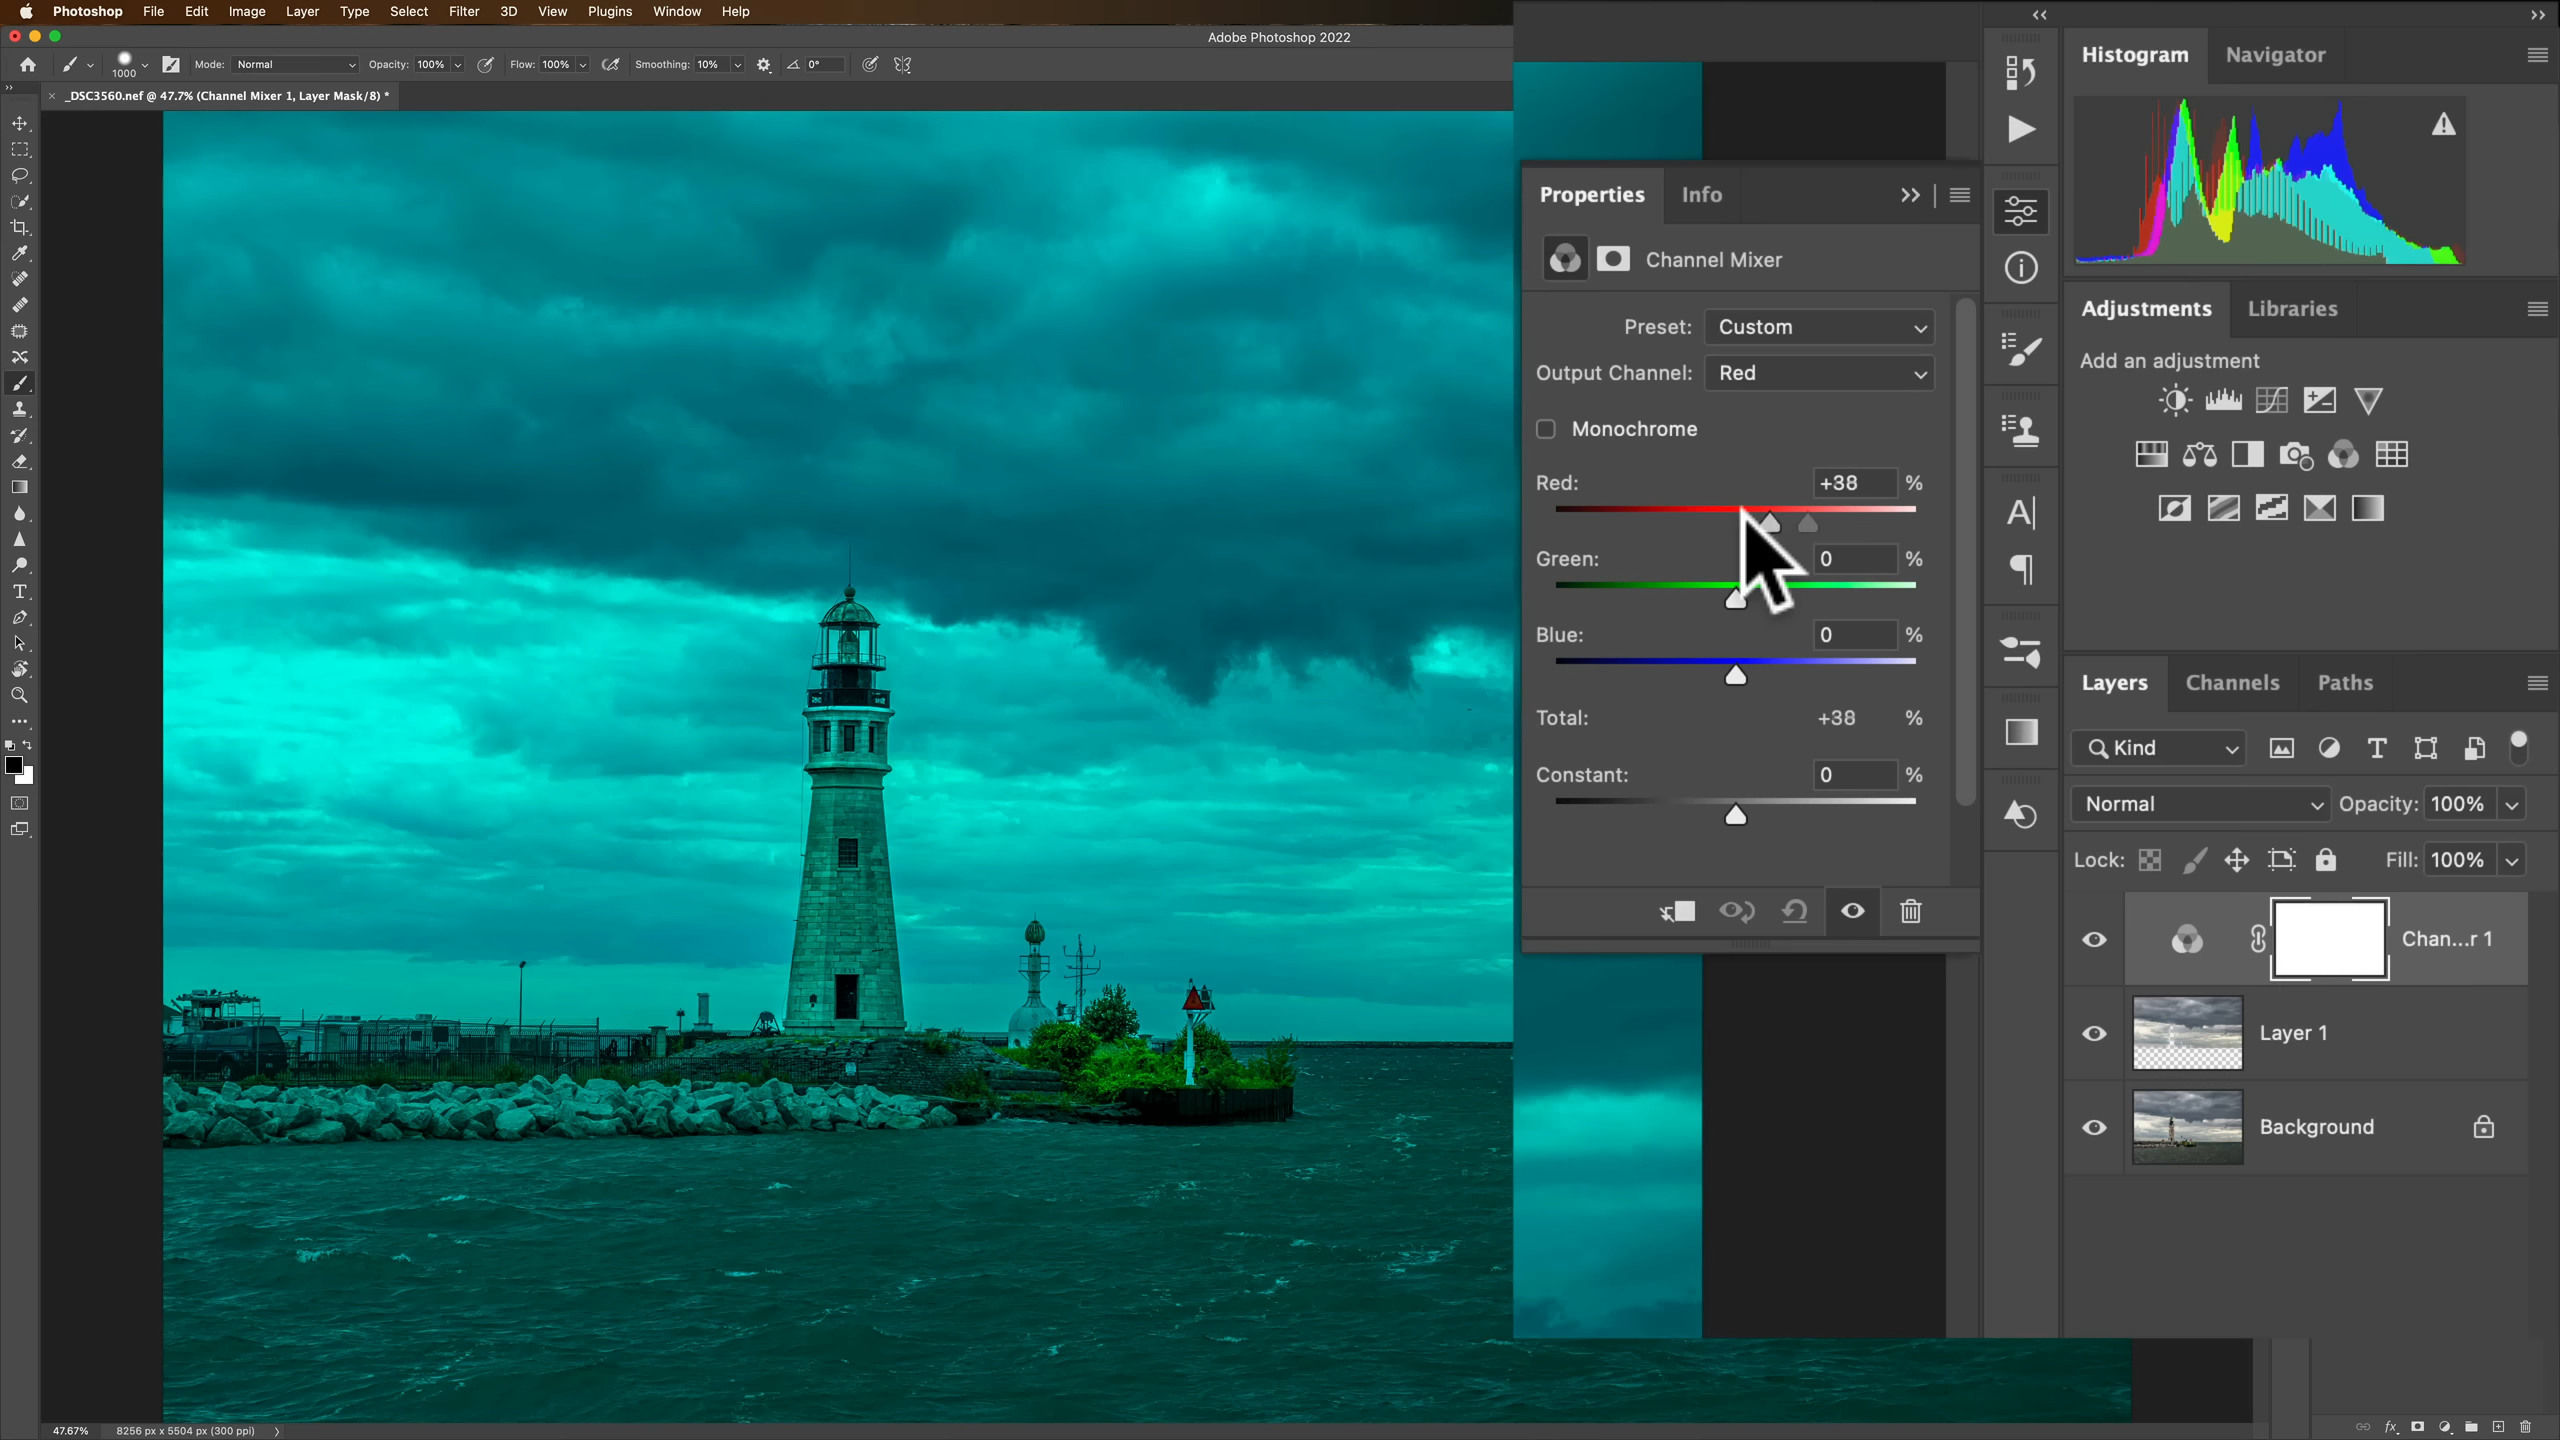 Photoshop File Edit Image Layer Type Select Filter 3D View Plugins Window Help
Adobe Photoshop 2022
1000 Mode: Normal Opacity: 100% Flow: 100% Smoothing: 10% 0°
_DSC3560.nef @ 47.7% (Channel Mixer 1, Layer Mask/8) *
Properties Info
Channel Mixer
Preset: Custom
Output Channel: Red
Monochrome
Red: +38 %
Green: 0 %
Blue: 0 %
Total: +38 %
Constant: 0 %
Histogram Navigator
Adjustments Libraries
Add an adjustment
Layers Channels Paths
Kind
Normal Opacity: 100%
Lock: Fill: 100%
Chan...r 1
Layer 1
Background
47.67% 8256 px x 5504 px (300 ppi)